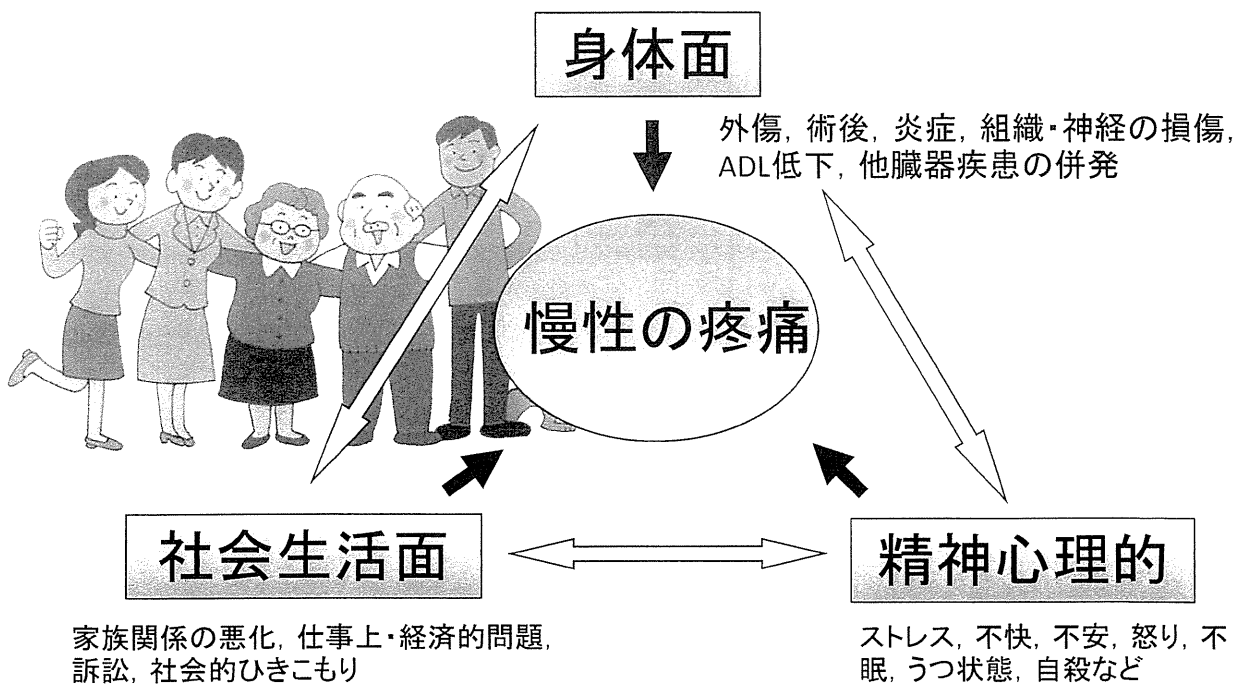 身体面
外傷, 術後, 炎症, 組織・神経の損傷,
ADL低下, 他臓器疾患の併発
慢性の疼痛
社会生活面
家族関係の悪化, 仕事上・経済的問題,
訴訟, 社会的ひきこもり
精神心理的
ストレス, 不快, 不安, 怒り, 不
眠, うつ状態, 自殺など